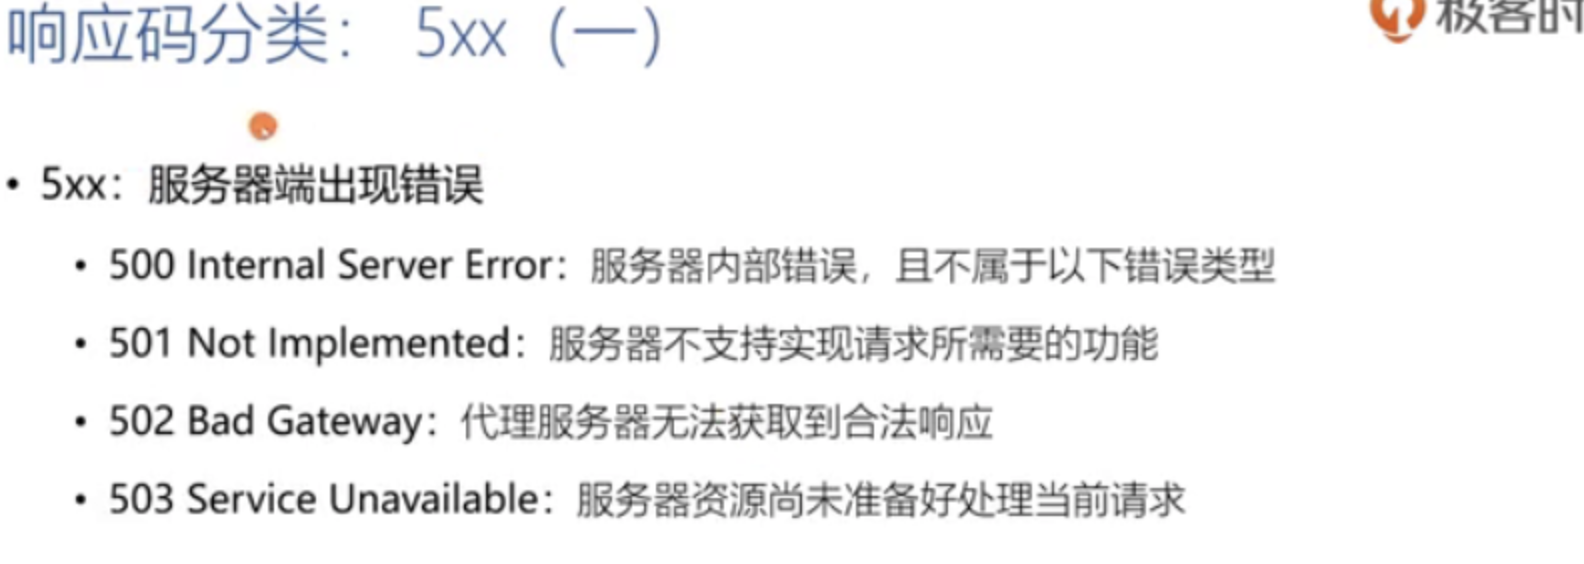 响应码分类： 5xx（一）
极客时
• 5xx：服务器端出现错误
• 500 Internal Server Error：服务器内部错误，且不属于以下错误类型
• 501 Not Implemented：服务器不支持实现请求所需要的功能
• 502 Bad Gateway：代理服务器无法获取到合法响应
• 503 Service Unavailable：服务器资源尚未准备好处理当前请求